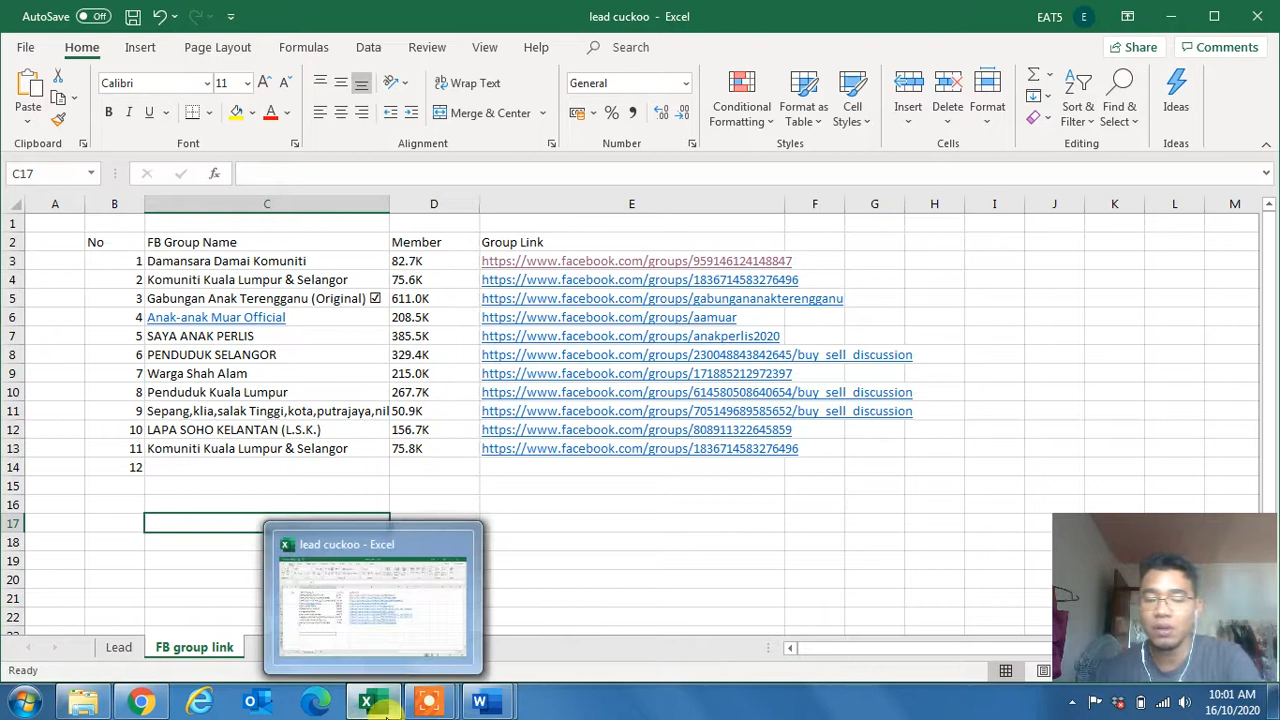 AutoSave Off lead cuckoo - Excel EAT5 E
File Home Insert Page Layout Formulas Data Review View Help Search Share Comments
Calibri 11 Wrap Text General
Paste B I U Merge & Center % Conditional Formatting Format as Table Cell Styles Insert Delete Format Sort & Filter Find & Select Ideas
Clipboard Font Alignment Number Styles Cells Editing Ideas
C17 fx
A B C D E F G H I J K L M
1
2 No FB Group Name Member Group Link
3 1 Damansara Damai Komuniti 82.7K https://www.facebook.com/groups/959146124148847
4 2 Komuniti Kuala Lumpur & Selangor 75.6K https://www.facebook.com/groups/1836714583276496
5 3 Gabungan Anak Terengganu (Original) ☑ 611.0K https://www.facebook.com/groups/gabungananakterengganu
6 4 Anak-anak Muar Official 208.5K https://www.facebook.com/groups/aamuar
7 5 SAYA ANAK PERLIS 385.5K https://www.facebook.com/groups/anakperlis2020
8 6 PENDUDUK SELANGOR 329.4K https://www.facebook.com/groups/230048843842645/buy_sell_discussion
9 7 Warga Shah Alam 215.0K https://www.facebook.com/groups/171885212972397
10 8 Penduduk Kuala Lumpur 267.7K https://www.facebook.com/groups/614580508640654/buy_sell_discussion
11 9 Sepang,klia,salak Tinggi,kota,putrajaya,nil 50.9K https://www.facebook.com/groups/705149689585652/buy_sell_discussion
12 10 LAPA SOHO KELANTAN (L.S.K.) 156.7K https://www.facebook.com/groups/808911322645859
13 11 Komuniti Kuala Lumpur & Selangor 75.8K https://www.facebook.com/groups/1836714583276496
14 12
15
16
17
18 lead cuckoo - Excel
19
20
21
22
Lead FB group link
Ready
10:01 AM
16/10/2020